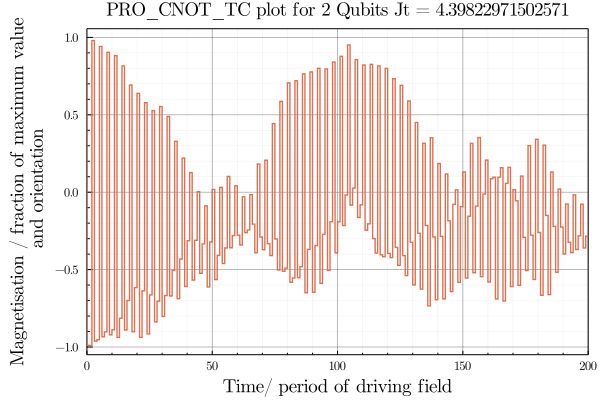 PRO_CNOT_TC plot for 2 Qubits Jt = 4.39822971502571
Magnetisation / fraction of maximum value
and orientation
1.0
0.5
0.0
−0.5
−1.0
0
50
100
150
200
Time/ period of driving field